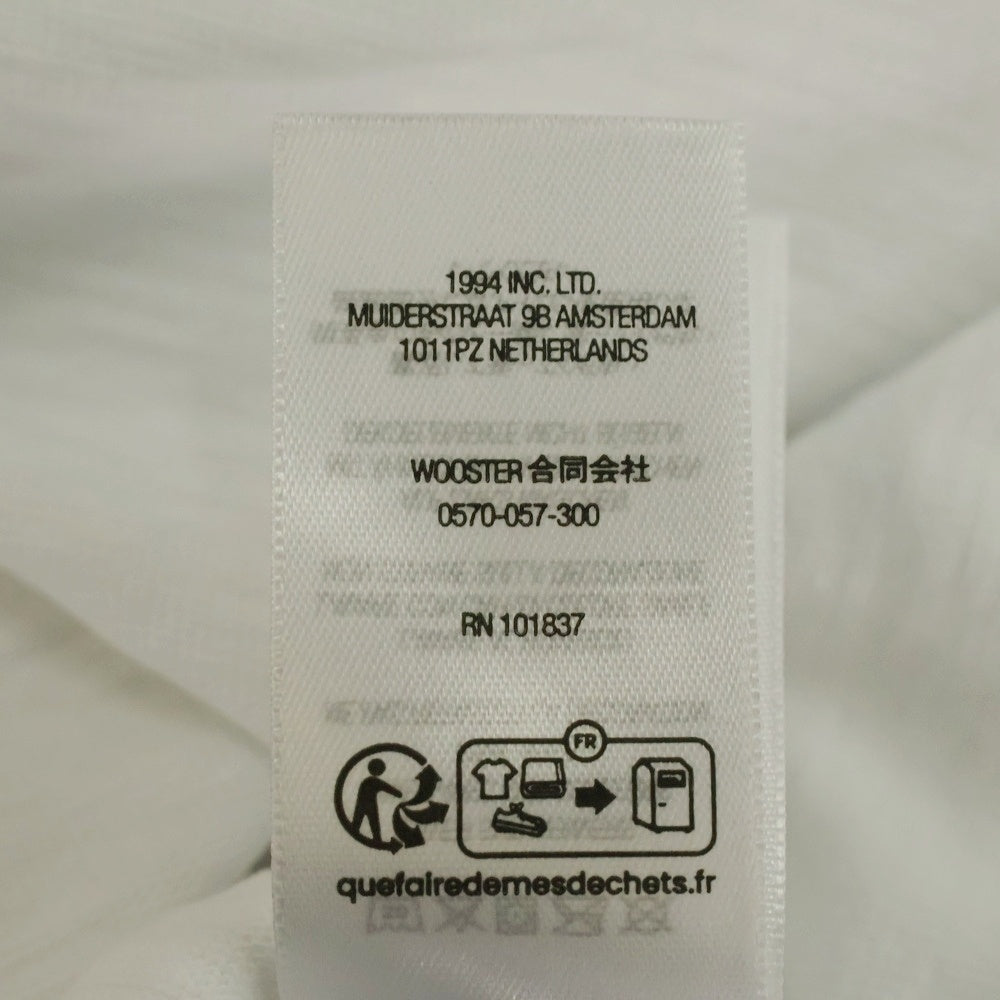 1994 INC. LTD.
MUIDERSTRAAT 9B AMSTERDAM
1011PZ NETHERLANDS
WOOSTER 合同会社
0570-057-300
RN 101837
FR
quefairedemesdechets.fr